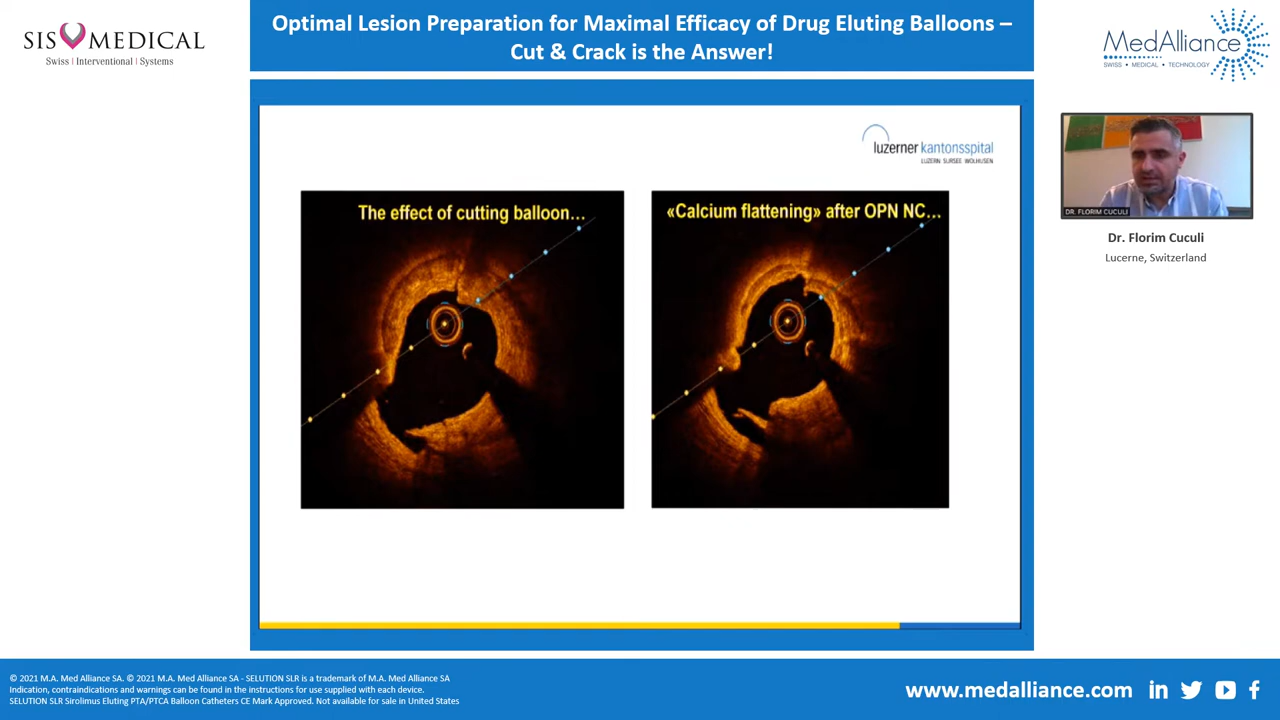 SIS MEDICAL
Swiss | Interventional | Systems
Optimal Lesion Preparation for Maximal Efficacy of Drug Eluting Balloons –
Cut & Crack is the Answer!
MedAlliance
SWISS • MEDICAL • TECHNOLOGY
luzerner kantonsspital
LUZERN SURSEE WOLHUSEN
The effect of cutting balloon...
«Calcium flattening» after OPN NC...
DR. FLORIM CUCULI
Dr. Florim Cuculi
Lucerne, Switzerland
© 2021 M.A. Med Alliance SA. © 2021 M.A. Med Alliance SA - SELUTION SLR is a trademark of M.A. Med Alliance SA
Indication, contraindications and warnings can be found in the instructions for use supplied with each device.
SELUTION SLR Sirolimus Eluting PTA/PTCA Balloon Catheters CE Mark Approved. Not available for sale in United States
www.medalliance.com